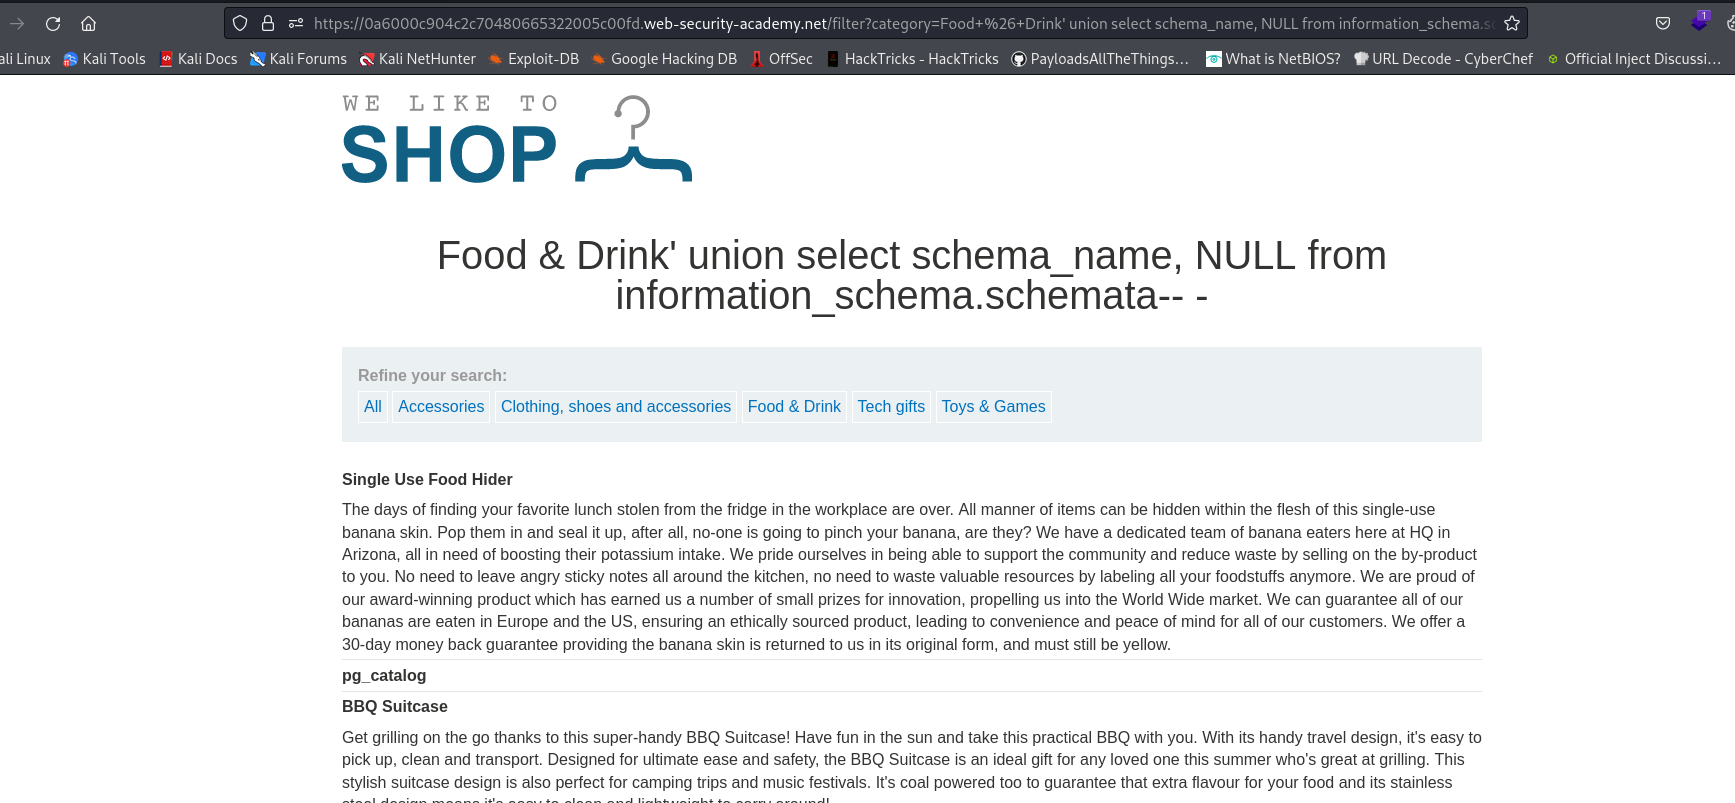 https://0a6000c904c2c70480665322005c00fd.web-security-academy.net/filter?category=Food+%26+Drink' union select schema_name, NULL from information_schema.sc
1
ali Linux Kali Tools Kali Docs Kali Forums Kali NetHunter Exploit-DB Google Hacking DB OffSec HackTricks - HackTricks PayloadsAllTheThings… What is NetBIOS? URL Decode - CyberChef Official Inject Discussi…
WE LIKE TO
SHOP
Food & Drink' union select schema_name, NULL from
information_schema.schemata-- -
Refine your search:
All Accessories Clothing, shoes and accessories Food & Drink Tech gifts Toys & Games
Single Use Food Hider
The days of finding your favorite lunch stolen from the fridge in the workplace are over. All manner of items can be hidden within the flesh of this single-use
banana skin. Pop them in and seal it up, after all, no-one is going to pinch your banana, are they? We have a dedicated team of banana eaters here at HQ in
Arizona, all in need of boosting their potassium intake. We pride ourselves in being able to support the community and reduce waste by selling on the by-product
to you. No need to leave angry sticky notes all around the kitchen, no need to waste valuable resources by labeling all your foodstuffs anymore. We are proud of
our award-winning product which has earned us a number of small prizes for innovation, propelling us into the World Wide market. We can guarantee all of our
bananas are eaten in Europe and the US, ensuring an ethically sourced product, leading to convenience and peace of mind for all of our customers. We offer a
30-day money back guarantee providing the banana skin is returned to us in its original form, and must still be yellow.
pg_catalog
BBQ Suitcase
Get grilling on the go thanks to this super-handy BBQ Suitcase! Have fun in the sun and take this practical BBQ with you. With its handy travel design, it's easy to
pick up, clean and transport. Designed for ultimate ease and safety, the BBQ Suitcase is an ideal gift for any loved one this summer who's great at grilling. This
stylish suitcase design is also perfect for camping trips and music festivals. It's coal powered too to guarantee that extra flavour for your food and its stainless
steel design means it's easy to clean and lightweight to carry around!